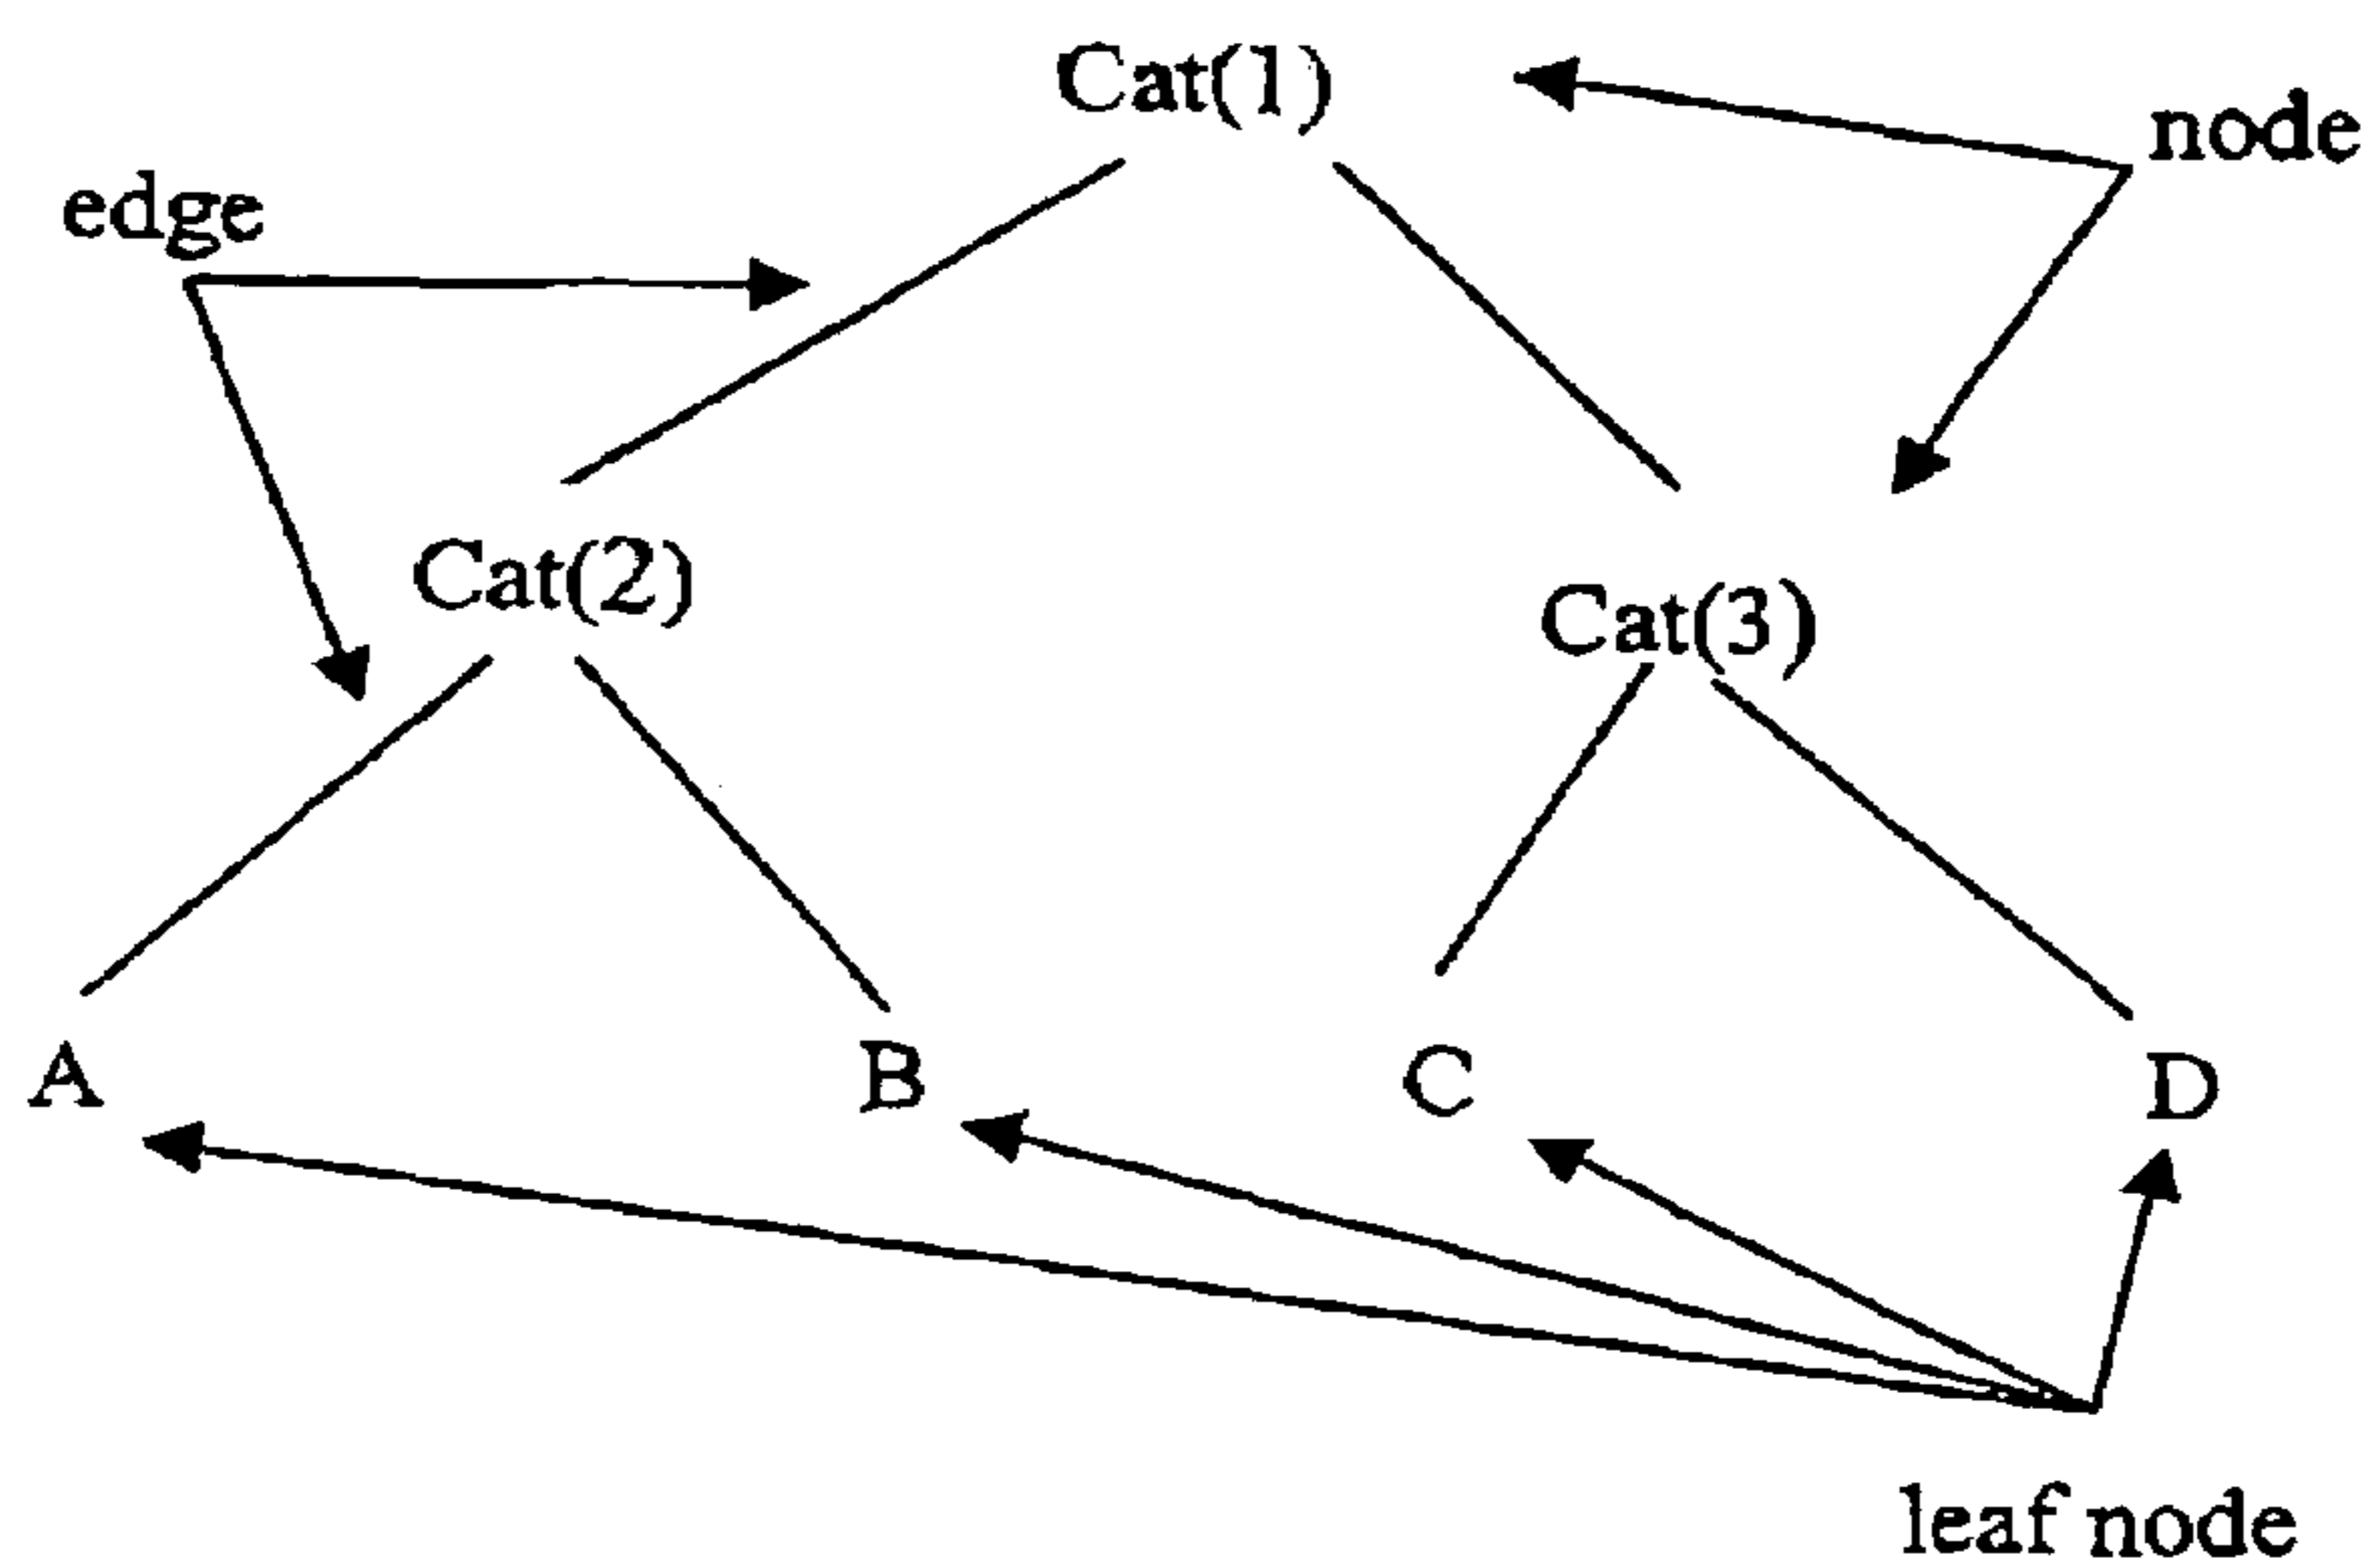 Cat(1)
node
edge
Cat(2)
Cat(3)
A
B
C
D
leaf node